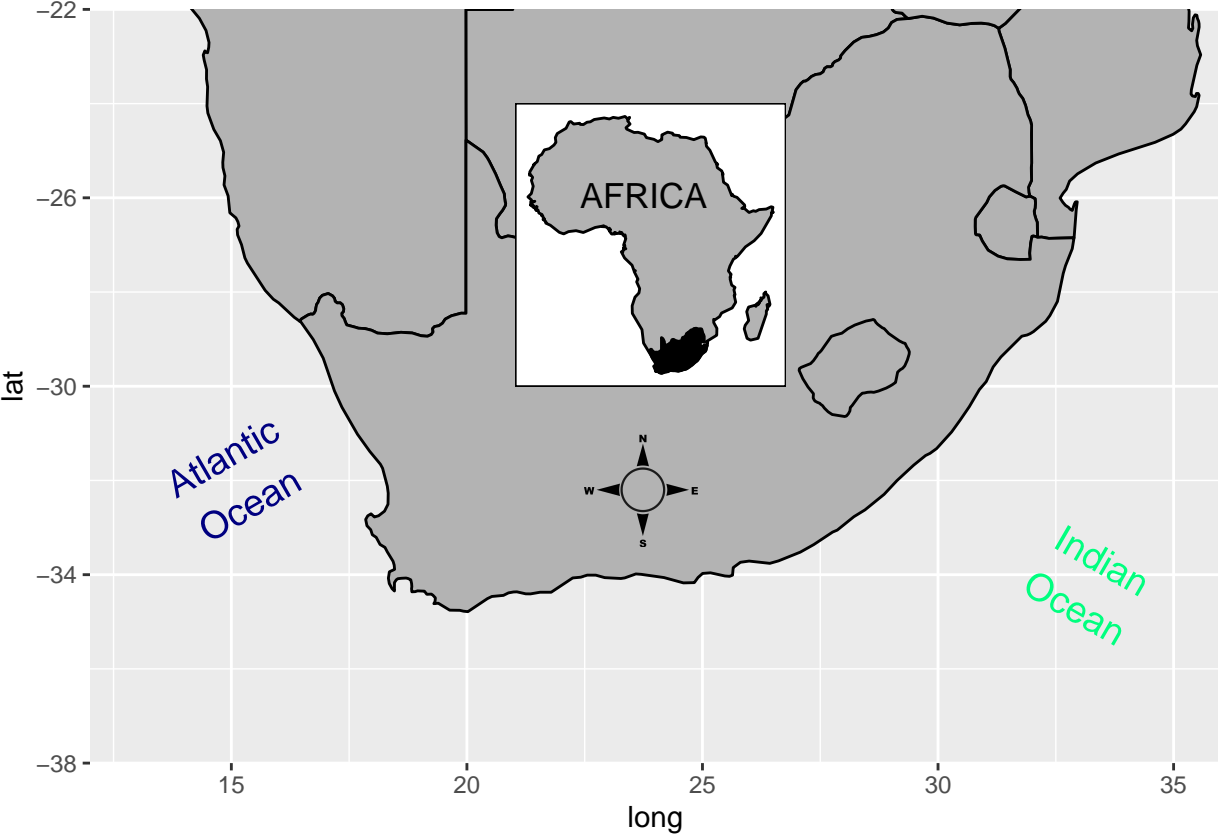 −22
−26
−30
−34
−38
lat
AFRICA
Atlantic
Ocean
N
W
E
S
Indian
Ocean
15
20
25
30
35
long